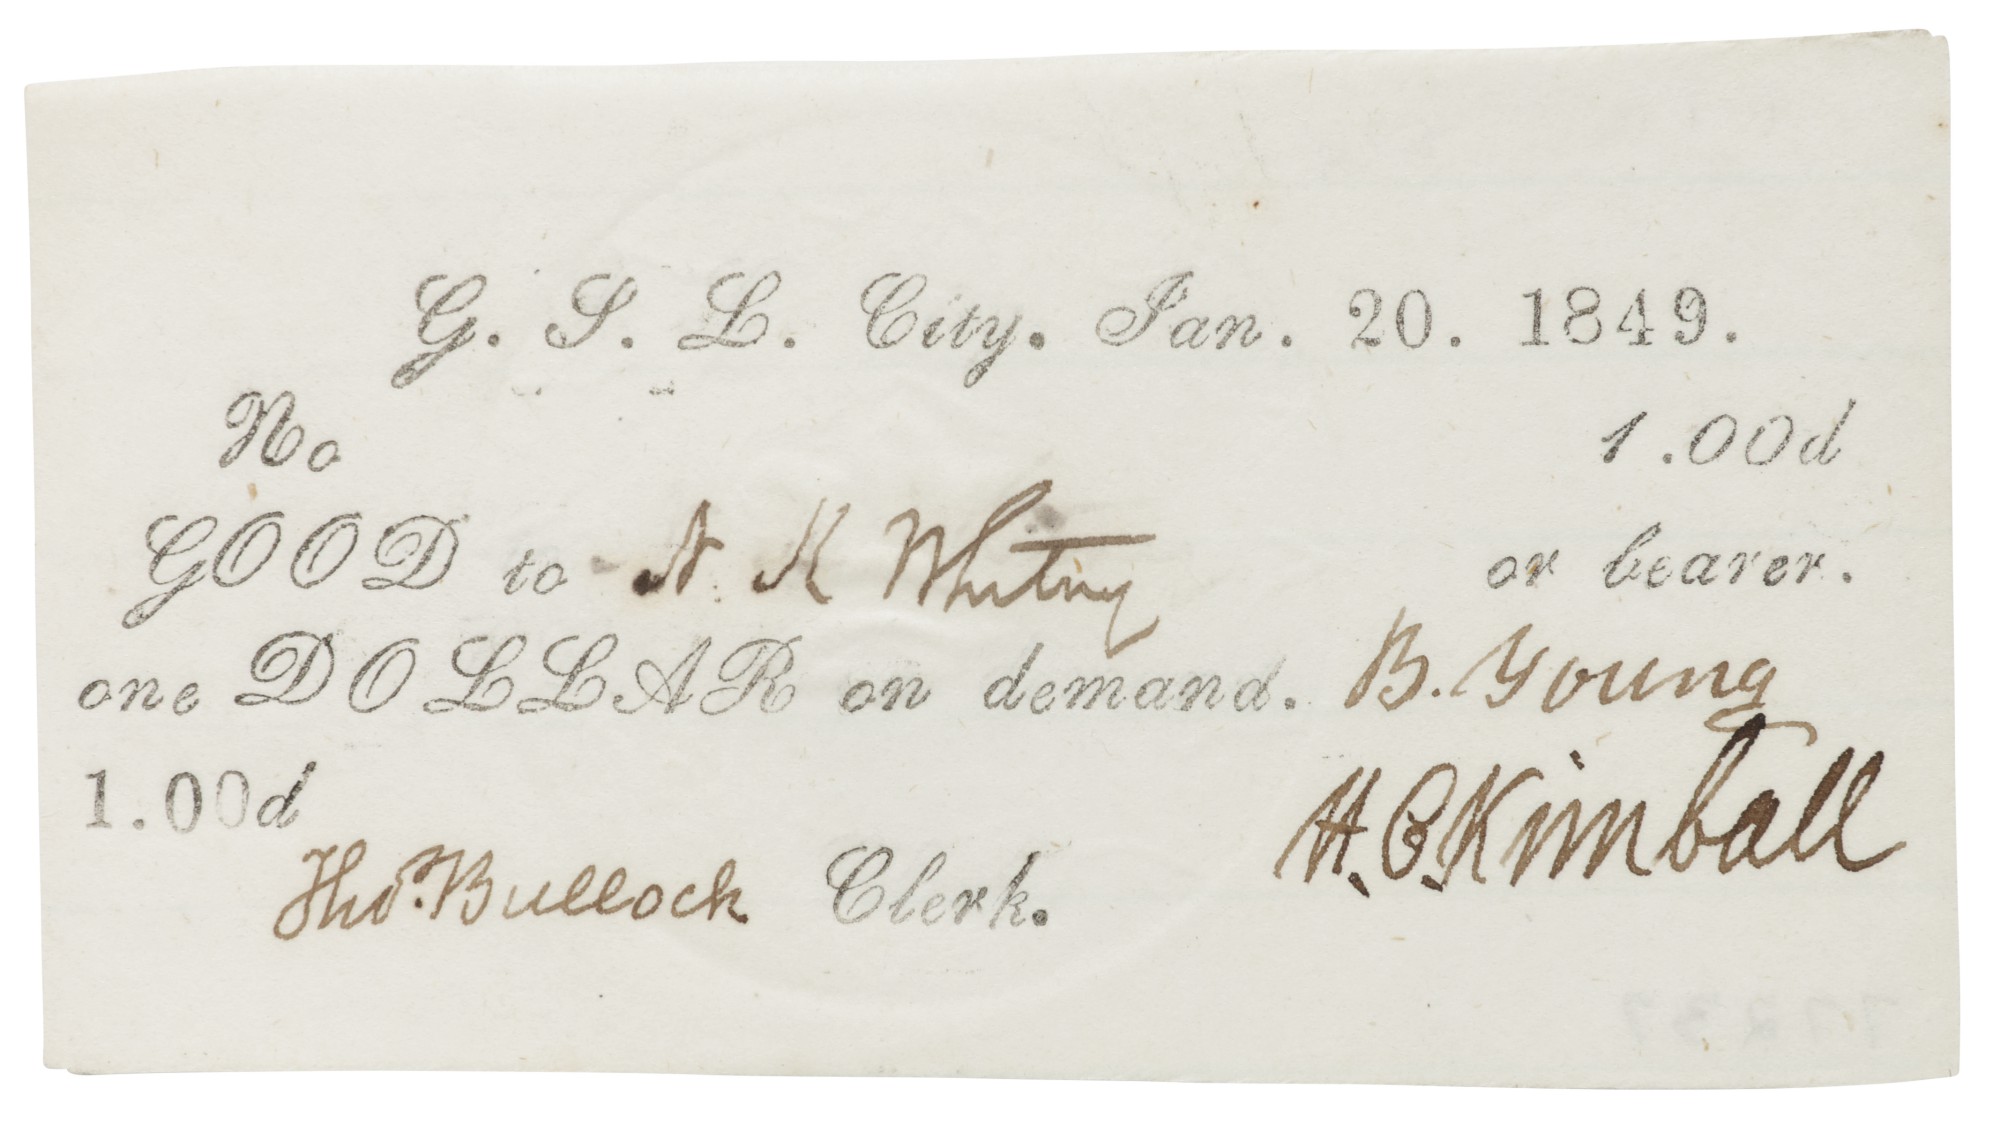 G. S. L. City. Jan. 20. 1849.
No 1.00d
GOOD to N K Whitney or bearer.
one DOLLAR on demand. B. Young
1.00d H. C. Kimball
Tho.s Bullock Clerk.